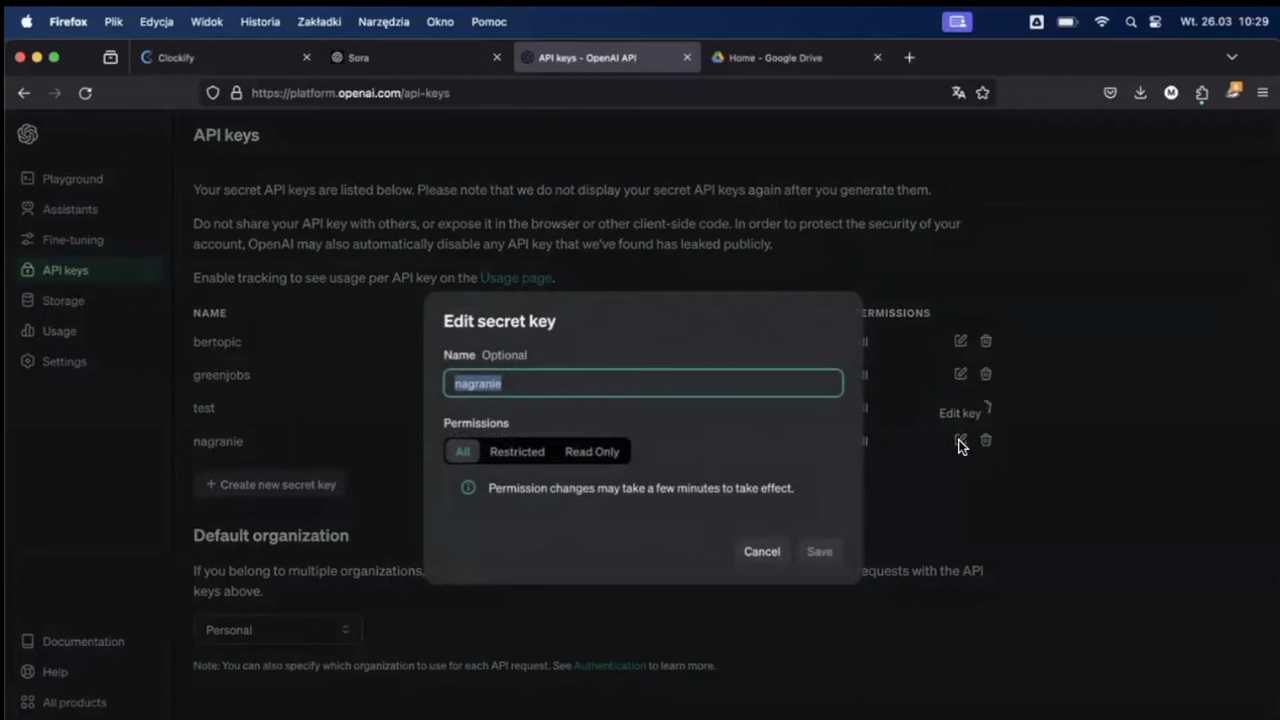 Firefox Plik Edycja Widok Historia Zakładki Narzędzia Okno Pomoc Wt. 26.03 10:29
Clockify Sora API keys - OpenAI API Home - Google Drive
https://platform.openai.com/api-keys
API keys
Playground
Assistants
Fine-tuning
API keys
Storage
Usage
Settings
Documentation
Help
All products
Your secret API keys are listed below. Please note that we do not display your secret API keys again after you generate them.
Do not share your API key with others, or expose it in the browser or other client-side code. In order to protect the security of your
account, OpenAI may also automatically disable any API key that we've found has leaked publicly.
Enable tracking to see usage per API key on the Usage page.
NAME ERMISSIONS
bertopic ll
greenjobs ll
test ll
nagranie ll
Edit key
+ Create new secret key
Edit secret key
Name Optional
nagranie
Permissions
All Restricted Read Only
Permission changes may take a few minutes to take effect.
Cancel Save
Default organization
If you belong to multiple organizations, equests with the API
keys above.
Personal
Note: You can also specify which organization to use for each API request. See Authentication to learn more.